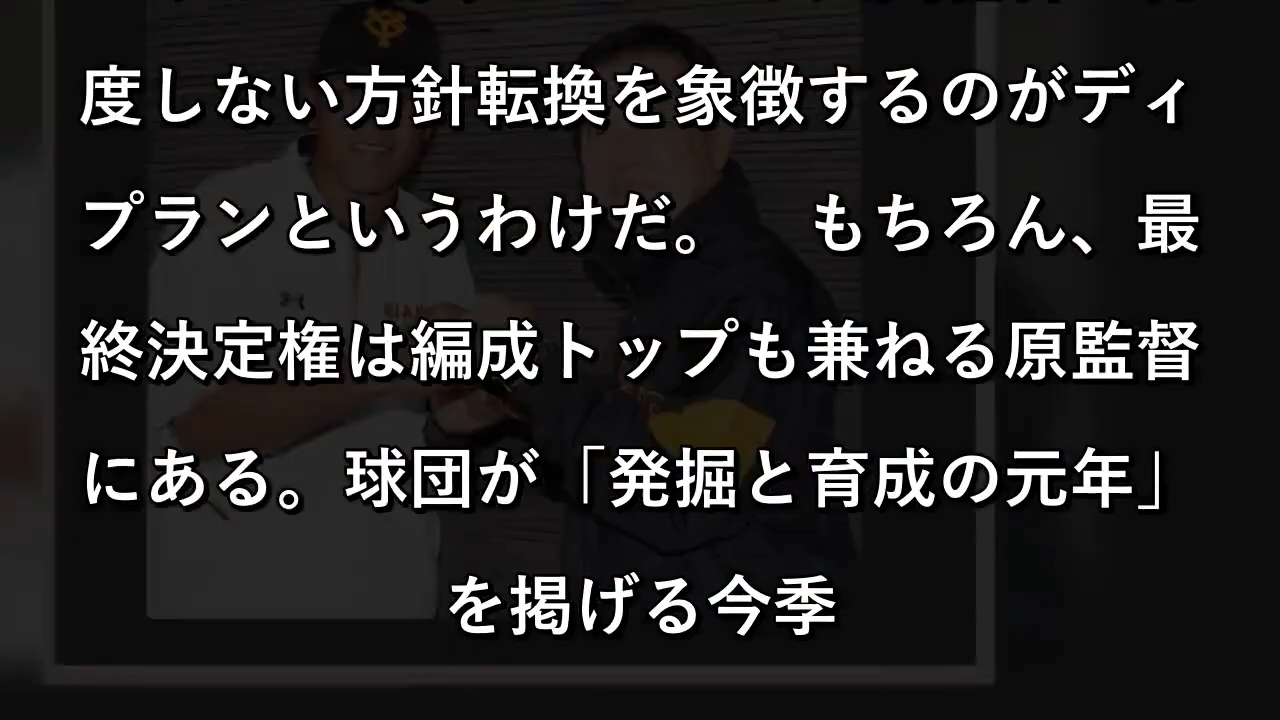 度しない方針転換を象徴するのがディ
プランというわけだ。　もちろん、最
終決定権は編成トップも兼ねる原監督
にある。球団が「発掘と育成の元年」
を掲げる今季